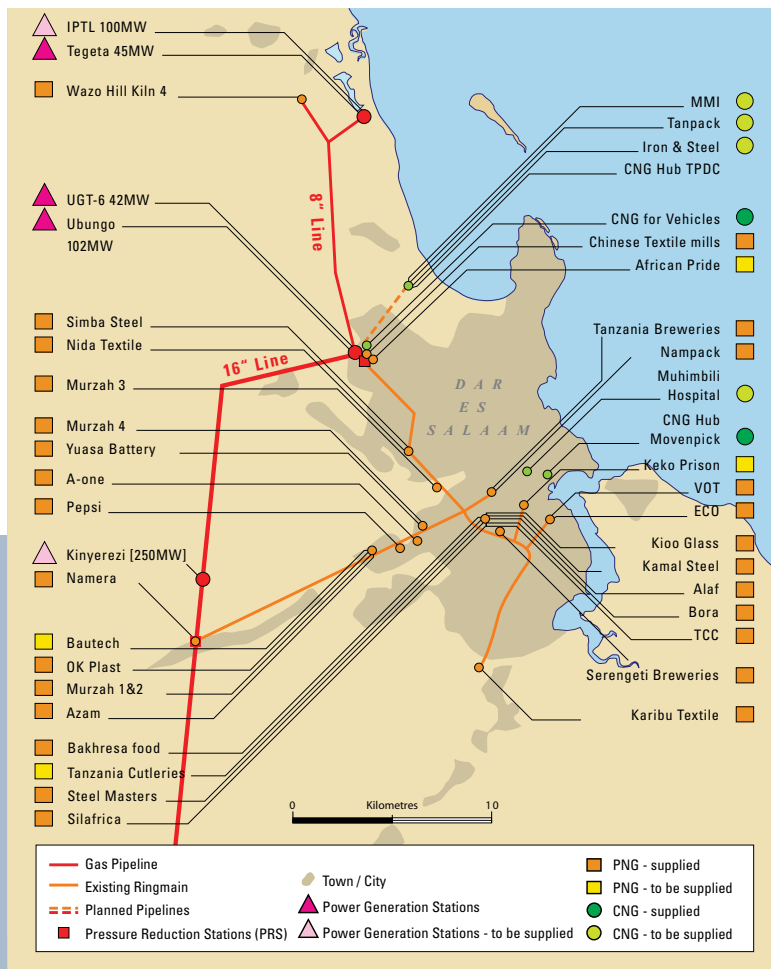 IPTL 100MW
Tegeta 45MW
Wazo Hill Kiln 4
UGT-6 42MW
Ubungo
102MW
8“ Line
16“ Line
Simba Steel
Nida Textile
Murzah 3
Murzah 4
Yuasa Battery
A-one
Pepsi
Kinyerezi [250MW]
Namera
Bautech
OK Plast
Murzah 1&2
Azam
Bakhresa food
Tanzania Cutleries
Steel Masters
Silafrica
MMI
Tanpack
Iron & Steel
CNG Hub TPDC
CNG for Vehicles
Chinese Textile mills
African Pride
Tanzania Breweries
Nampack
Muhimbili
Hospital
CNG Hub
Movenpick
Keko Prison
VOT
ECO
Kioo Glass
Kamal Steel
Alaf
Bora
TCC
Serengeti Breweries
Karibu Textile
DAR
ES
SALAAM
0 Kilometres 10
Gas Pipeline
Existing Ringmain
Planned Pipelines
Pressure Reduction Stations (PRS)
Town / City
Power Generation Stations
Power Generation Stations - to be supplied
PNG - supplied
PNG - to be supplied
CNG - supplied
CNG - to be supplied